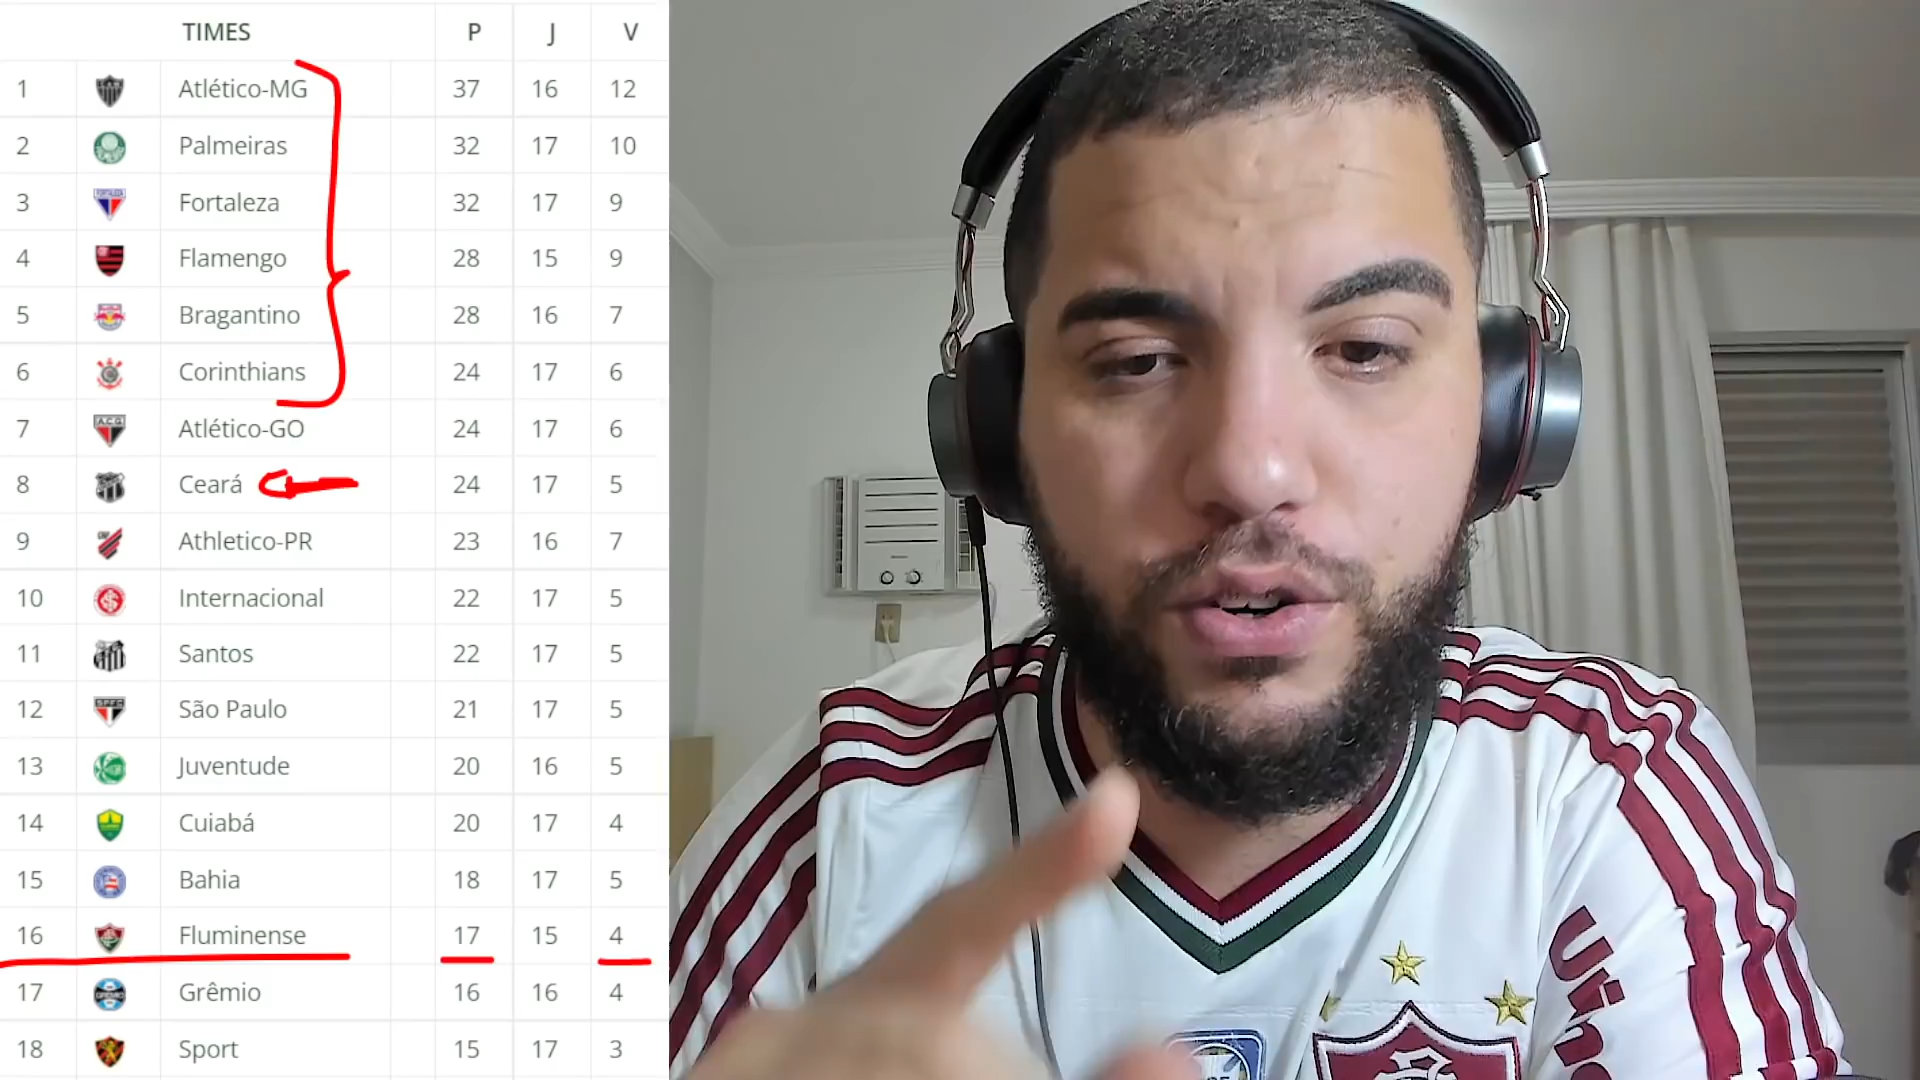 TIMES P J V
1 Atlético-MG 37 16 12
2 Palmeiras 32 17 10
3 Fortaleza 32 17 9
4 Flamengo 28 15 9
5 Bragantino 28 16 7
6 Corinthians 24 17 6
7 Atlético-GO 24 17 6
8 Ceará 24 17 5
9 Athletico-PR 23 16 7
10 Internacional 22 17 5
11 Santos 22 17 5
12 São Paulo 21 17 5
13 Juventude 20 16 5
14 Cuiabá 20 17 4
15 Bahia 18 17 5
16 Fluminense 17 15 4
17 Grêmio 16 16 4
18 Sport 15 17 3